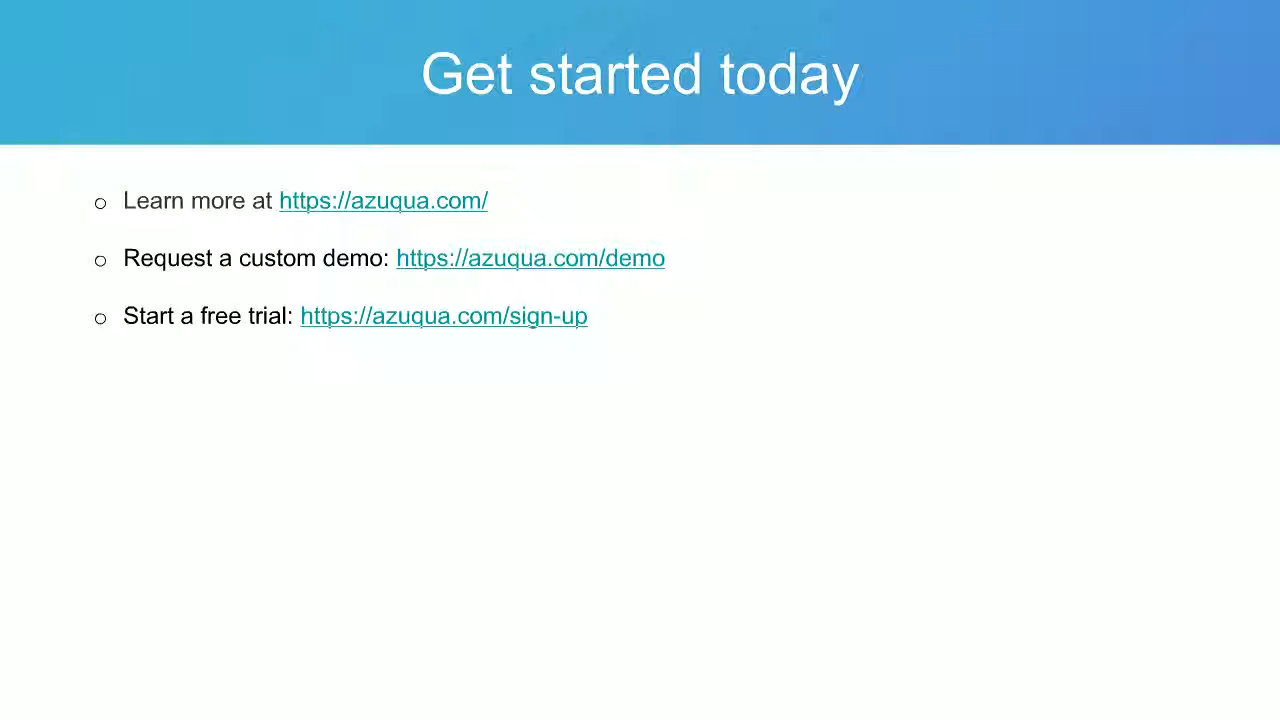 Get started today
Learn more at https://azuqua.com/
Request a custom demo: https://azuqua.com/demo
Start a free trial: https://azuqua.com/sign-up